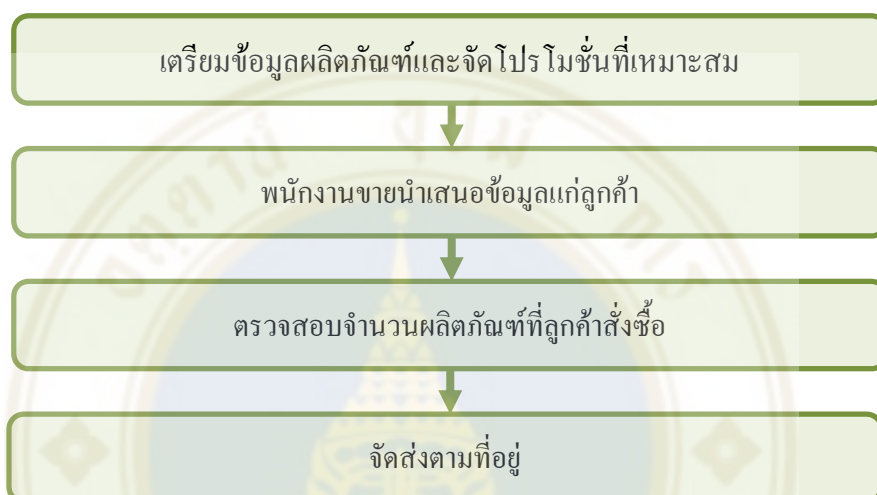 เตรียมข้อมูลผลิตภัณฑ์และจัดโปรโมชั่นที่เหมาะสม
พนักงานขายนำเสนอข้อมูลแก่ลูกค้า
ตรวจสอบจำนวนผลิตภัณฑ์ที่ลูกค้าสั่งซื้อ
จัดส่งตามที่อยู่